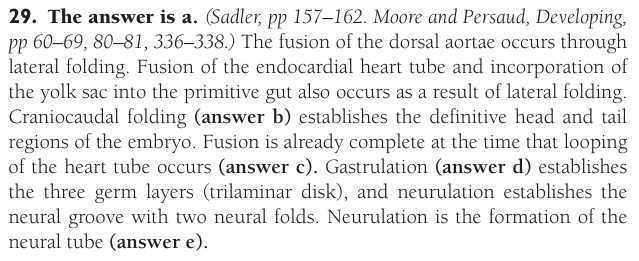 29. The answer is a. (Sadler, pp 157–162. Moore and Persaud, Developing,
pp 60–69, 80–81, 336–338.) The fusion of the dorsal aortae occurs through
lateral folding. Fusion of the endocardial heart tube and incorporation of
the yolk sac into the primitive gut also occurs as a result of lateral folding.
Craniocaudal folding (answer b) establishes the definitive head and tail
regions of the embryo. Fusion is already complete at the time that looping
of the heart tube occurs (answer c). Gastrulation (answer d) establishes
the three germ layers (trilaminar disk), and neurulation establishes the
neural groove with two neural folds. Neurulation is the formation of the
neural tube (answer e).